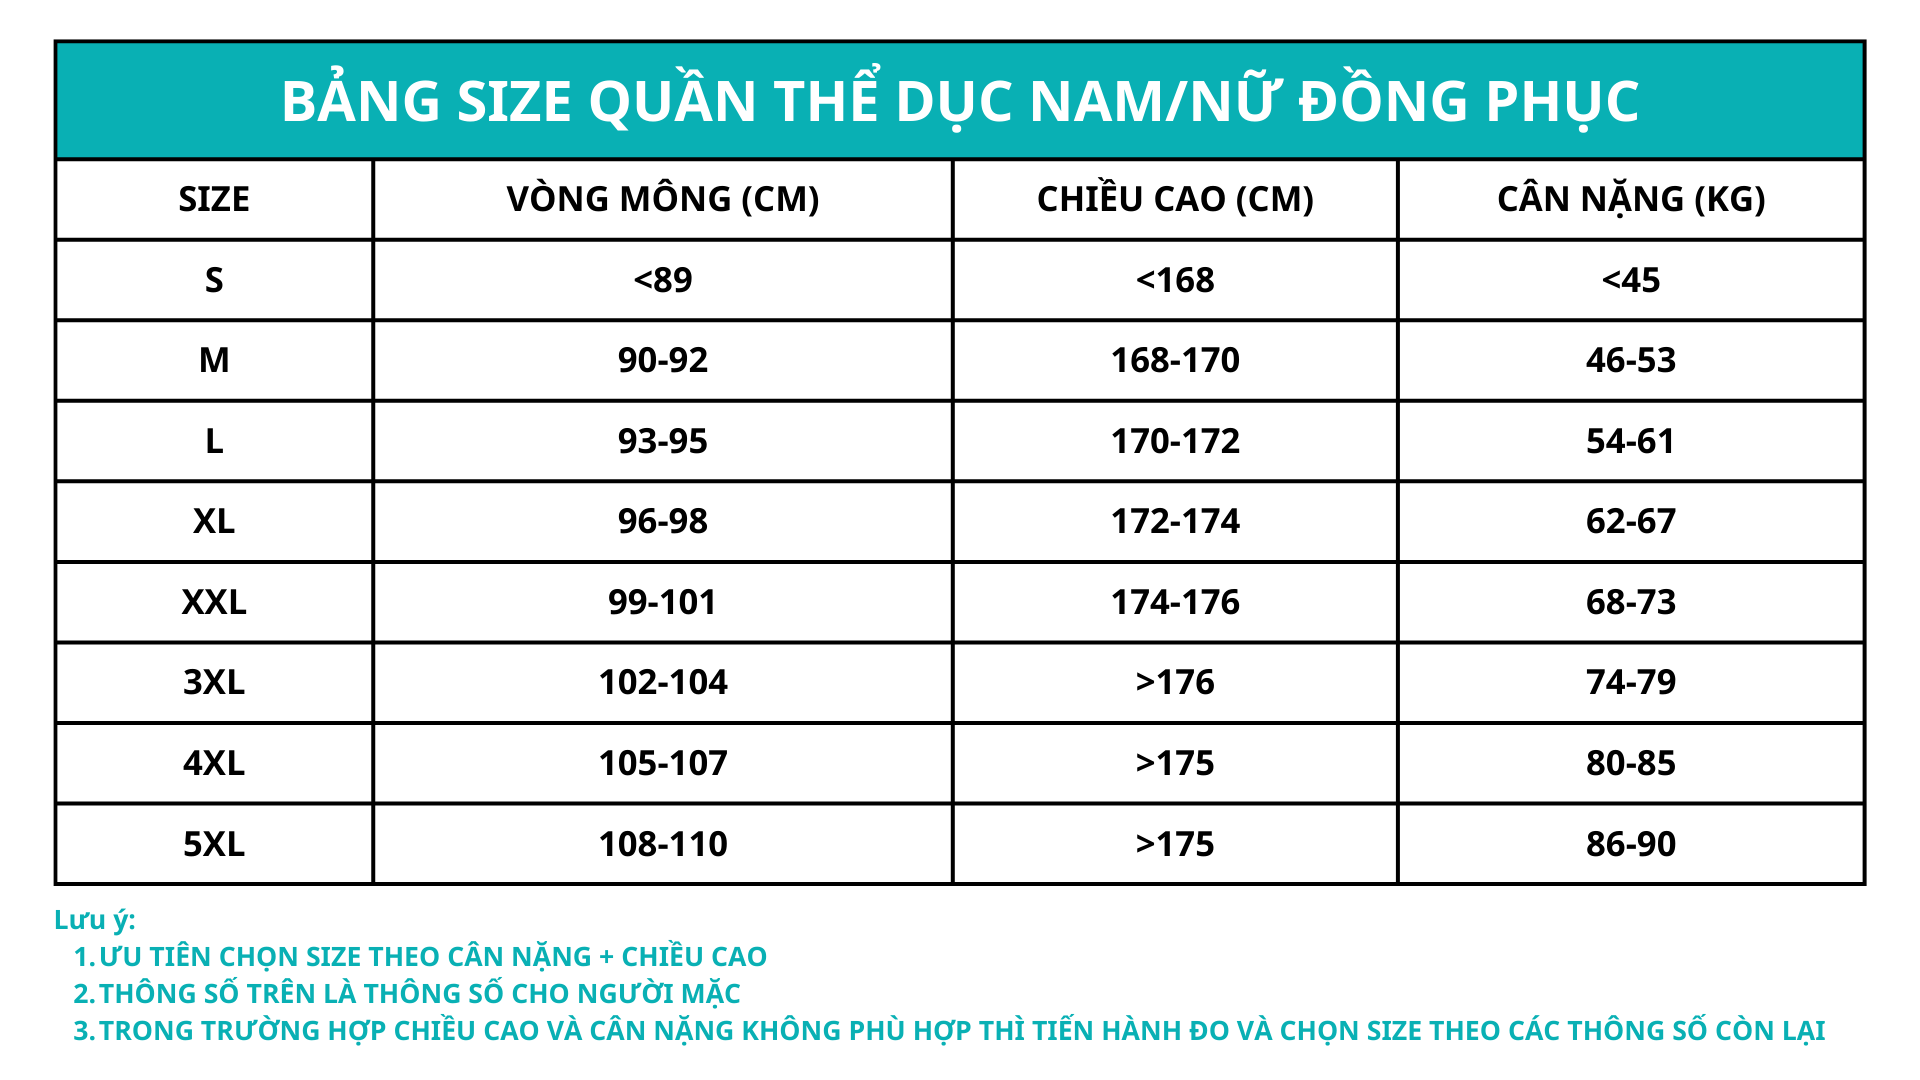 BẢNG SIZE QUẦN THỂ DỤC NAM/NỮ ĐỒNG PHỤC
SIZE VÒNG MÔNG (CM) CHIỀU CAO (CM) CÂN NẶNG (KG)
S <89 <168 <45
M 90-92 168-170 46-53
L 93-95 170-172 54-61
XL 96-98 172-174 62-67
XXL 99-101 174-176 68-73
3XL 102-104 >176 74-79
4XL 105-107 >175 80-85
5XL 108-110 >175 86-90
Lưu ý:
1. ƯU TIÊN CHỌN SIZE THEO CÂN NẶNG + CHIỀU CAO
2. THÔNG SỐ TRÊN LÀ THÔNG SỐ CHO NGƯỜI MẶC
3. TRONG TRƯỜNG HỢP CHIỀU CAO VÀ CÂN NẶNG KHÔNG PHÙ HỢP THÌ TIẾN HÀNH ĐO VÀ CHỌN SIZE THEO CÁC THÔNG SỐ CÒN LẠI